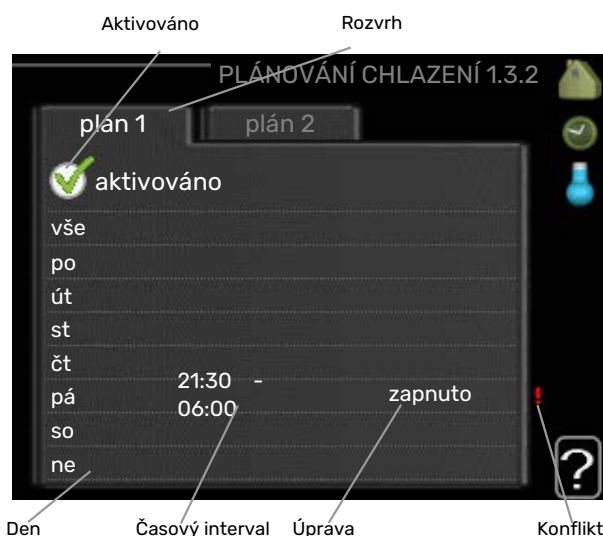 Aktivováno Rozvrh
PLÁNOVÁNÍ CHLAZENÍ 1.3.2
plán 1 plán 2
aktivováno
vše
po
út
st
čt
pá 21:30 - 06:00 zapnuto !
so
ne
?
Den Časový interval Úprava Konflikt